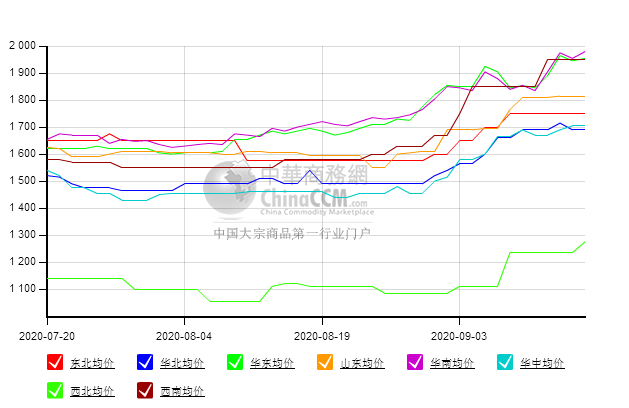 2 000
1 900
1 800
1 700
1 600
1 500
1 400
1 300
1 200
1 100
中華商務網
ChinaCCM.com
China Commodity Marketplace
中国大宗商品第一行业门户
2020-07-20 2020-08-04 2020-08-19 2020-09-03
东北均价 华北均价 华东均价 山东均价 华南均价 华中均价
西北均价 西南均价